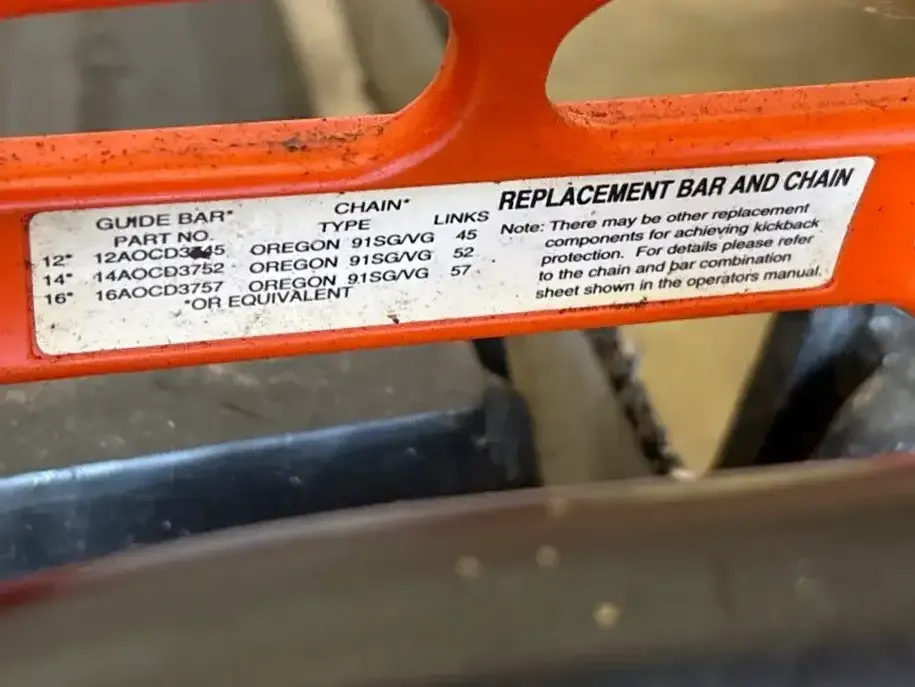 REPLACEMENT BAR AND CHAIN
GUIDE BAR* CHAIN*
PART NO. TYPE LINKS
12" 12AOCD3745 OREGON 91SG/VG 45
14" 14AOCD3752 OREGON 91SG/VG 52
16" 16AOCD3757 OREGON 91SG/VG 57
*OR EQUIVALENT
Note: There may be other replacement
components for achieving kickback
protection. For details please refer
to the chain and bar combination
sheet shown in the operators manual.